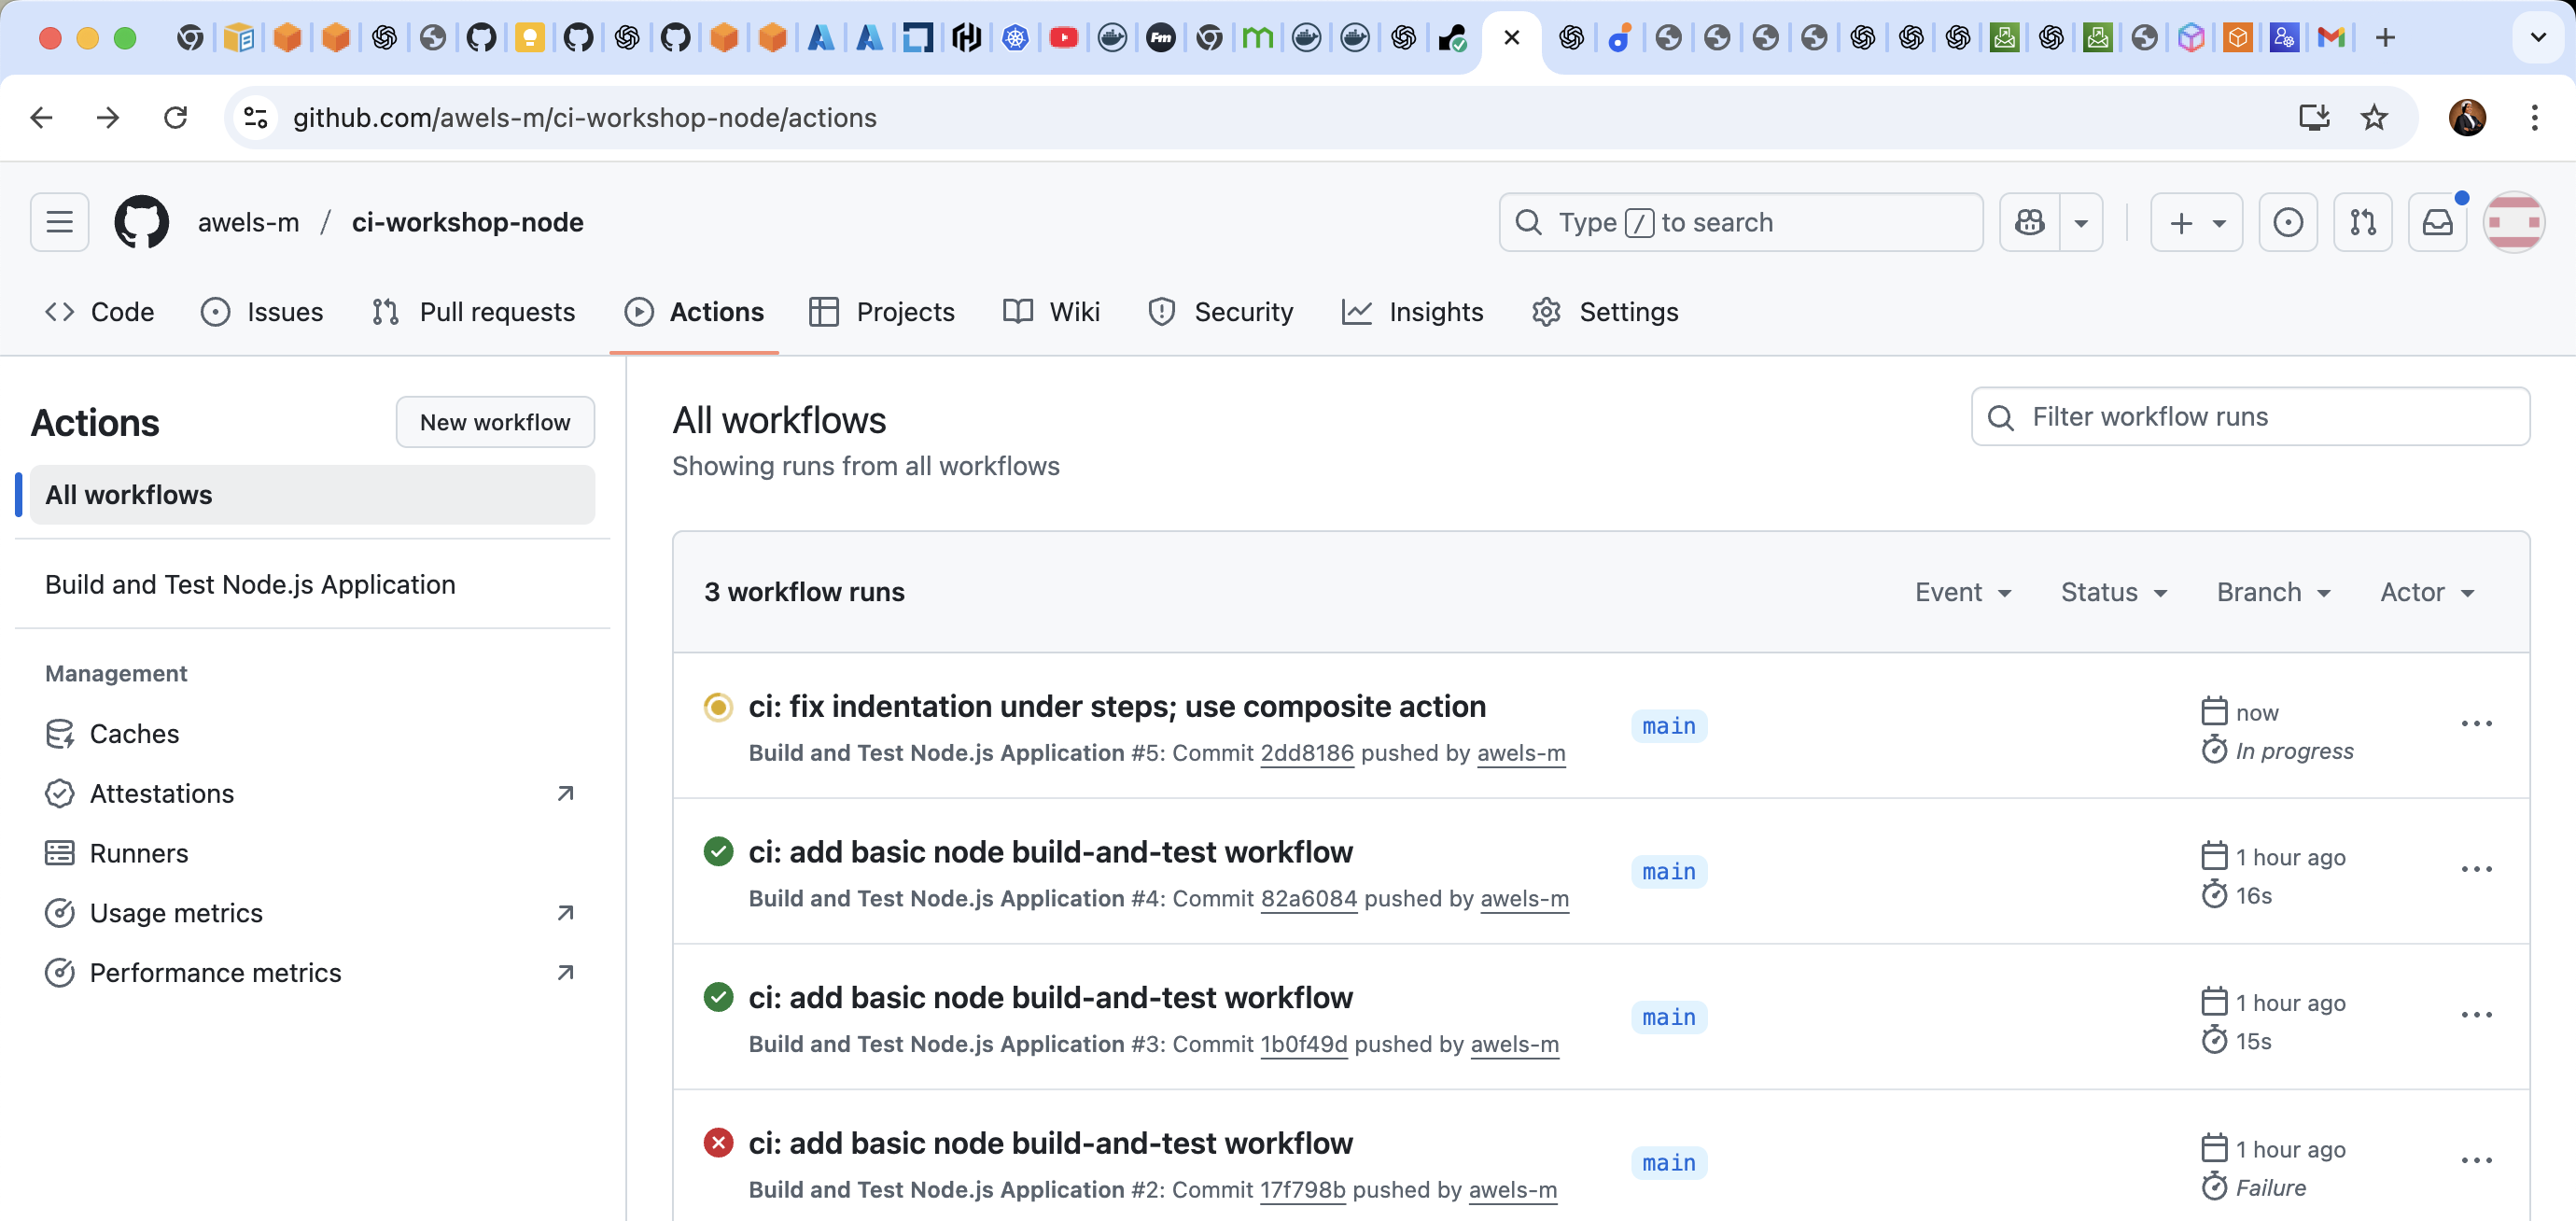 Fm
github.com/awels-m/ci-workshop-node/actions
awels-m / ci-workshop-node
Type / to search
Code
Issues
Pull requests
Actions
Projects
Wiki
Security
Insights
Settings
Actions
New workflow
All workflows
Build and Test Node.js Application
Management
Caches
Attestations
Runners
Usage metrics
Performance metrics
All workflows
Showing runs from all workflows
Filter workflow runs
3 workflow runs
Event
Status
Branch
Actor
ci: fix indentation under steps; use composite action
Build and Test Node.js Application #5: Commit 2dd8186 pushed by awels-m
main
now
In progress
ci: add basic node build-and-test workflow
Build and Test Node.js Application #4: Commit 82a6084 pushed by awels-m
main
1 hour ago
16s
ci: add basic node build-and-test workflow
Build and Test Node.js Application #3: Commit 1b0f49d pushed by awels-m
main
1 hour ago
15s
ci: add basic node build-and-test workflow
Build and Test Node.js Application #2: Commit 17f798b pushed by awels-m
main
1 hour ago
Failure